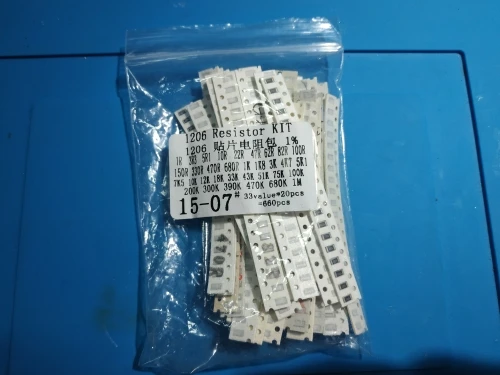 1206 Resistor KIT
1206 贴片电阻包 1%
1R 3R3 5R1 10R 22R 47R 62R 82R 100R
150R 330R 470R 680R 1K 1K8 3K 4K7 5K1
7K5 10K 12K 18K 33K 43K 51K 75K 100K
200K 300K 390K 470K 680K 1M
15-07# 33value*20pcs
=660pcs